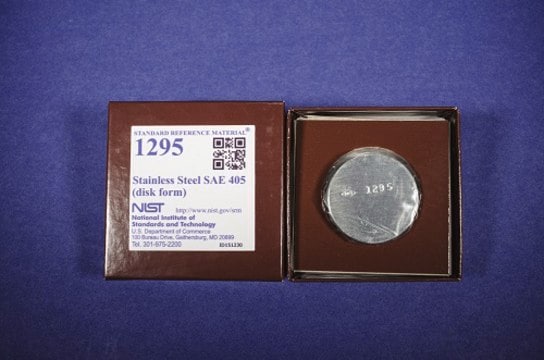 STANDARD REFERENCE MATERIAL®
1295
Stainless Steel SAE 405
(disk form)
NIST http://www.nist.gov/srm
National Institute of
Standards and Technology
U.S. Department of Commerce
100 Bureau Drive, Gaithersburg, MD 20899
Tel. 301-975-2200
1295